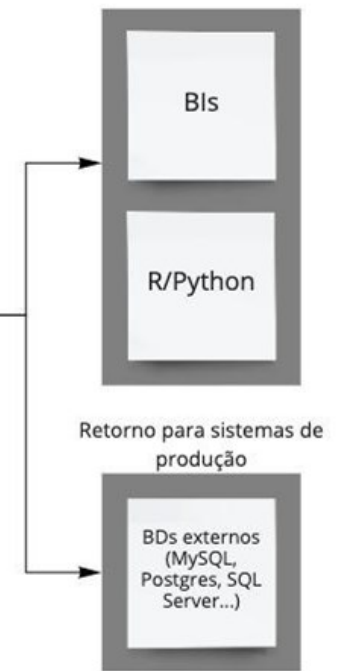 BIs
R/Python
Retorno para sistemas de
produção
BDs externos
(MySQL,
Postgres, SQL
Server...)